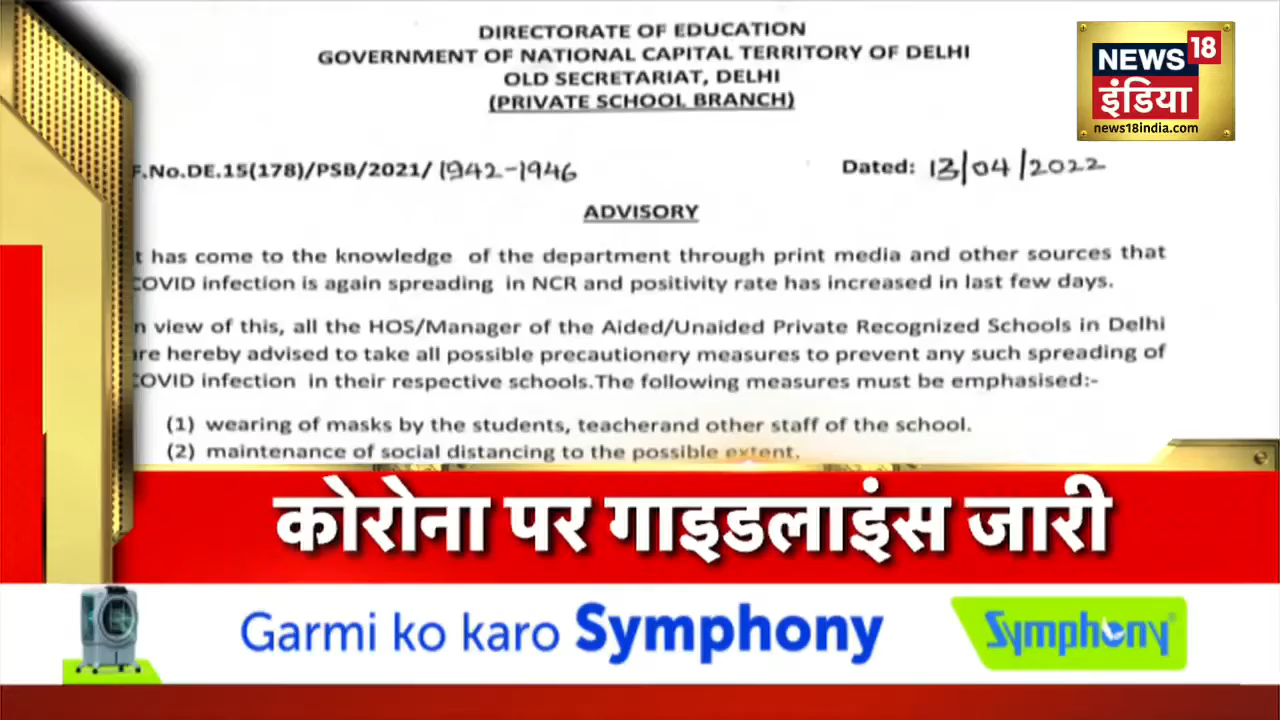 DIRECTORATE OF EDUCATION
GOVERNMENT OF NATIONAL CAPITAL TERRITORY OF DELHI
OLD SECRETARIAT, DELHI
(PRIVATE SCHOOL BRANCH)
NEWS 18
इंडिया
news18india.com
F.No.DE.15(178)/PSB/2021/ 1942-1946
Dated: 13/04/2022
ADVISORY
t has come to the knowledge of the department through print media and other sources that
COVID infection is again spreading in NCR and positivity rate has increased in last few days.
n view of this, all the HOS/Manager of the Aided/Unaided Private Recognized Schools in Delhi
are hereby advised to take all possible precautionery measures to prevent any such spreading of
COVID infection in their respective schools.The following measures must be emphasised:-
(1) wearing of masks by the students, teacherand other staff of the school.
(2) maintenance of social distancing to the possible extent.
कोरोना पर गाइडलाइंस जारी
Garmi ko karo Symphony
Symphony